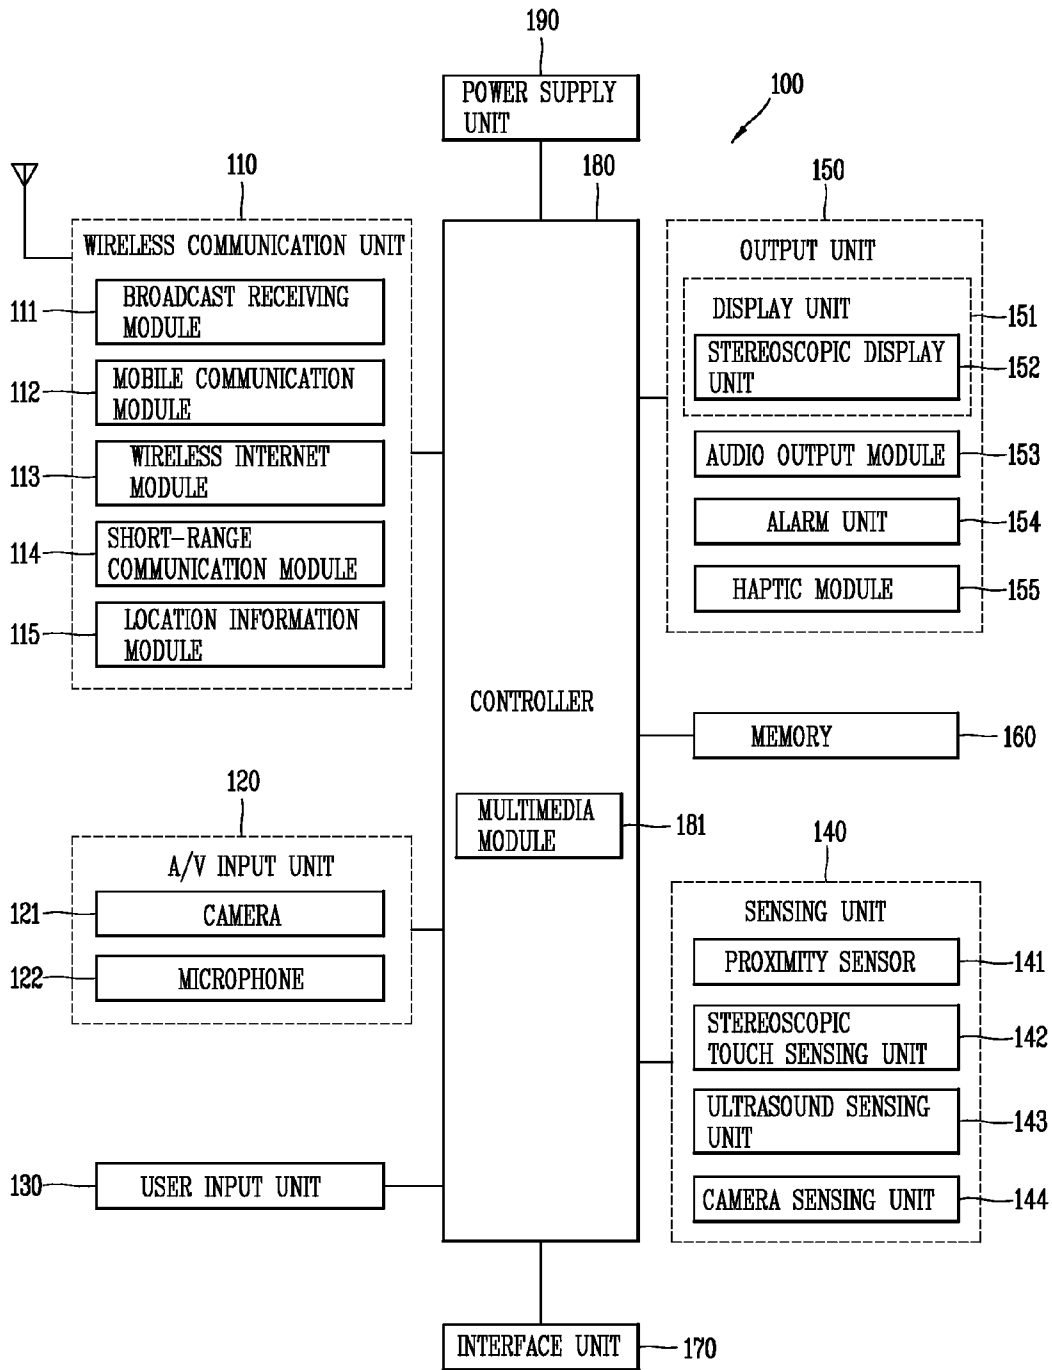 190
POWER SUPPLY
UNIT
100
110
180
150
WIRELESS COMMUNICATION UNIT
111
BROADCAST RECEIVING
MODULE
112
MOBILE COMMUNICATION
MODULE
113
WIRELESS INTERNET
MODULE
114
SHORT-RANGE
COMMUNICATION MODULE
115
LOCATION INFORMATION
MODULE
OUTPUT UNIT
DISPLAY UNIT
151
STEREOSCOPIC DISPLAY
UNIT
152
AUDIO OUTPUT MODULE
153
ALARM UNIT
154
HAPTIC MODULE
155
CONTROLLER
MEMORY
160
MULTIMEDIA
MODULE
181
120
A/V INPUT UNIT
121
CAMERA
122
MICROPHONE
140
SENSING UNIT
PROXIMITY SENSOR
141
STEREOSCOPIC
TOUCH SENSING UNIT
142
ULTRASOUND SENSING
UNIT
143
CAMERA SENSING UNIT
144
130
USER INPUT UNIT
INTERFACE UNIT
170